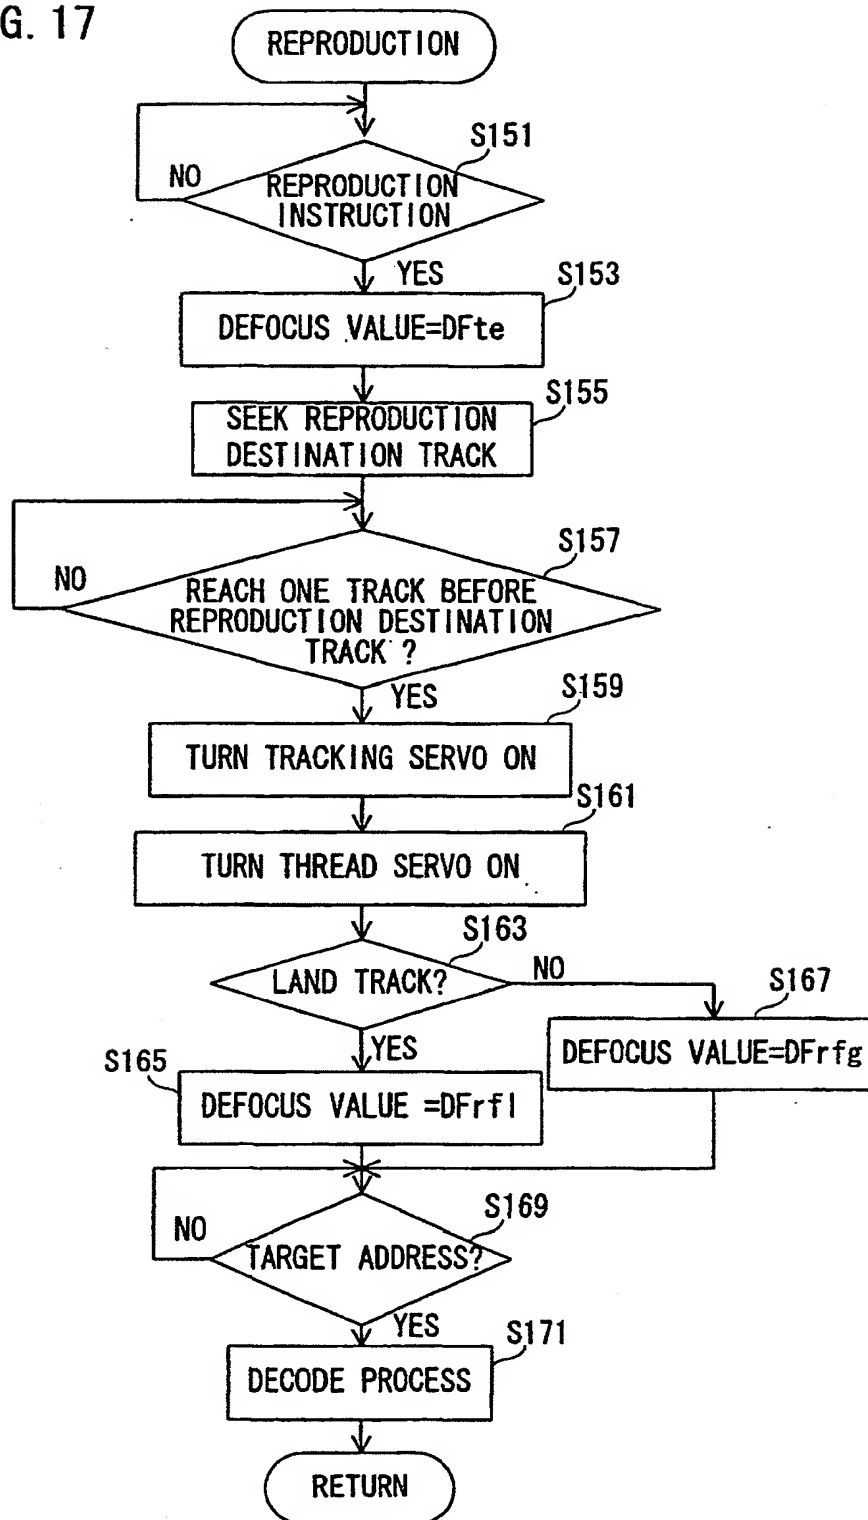 G. 17
REPRODUCTION
S151
NO
REPRODUCTION
INSTRUCTION
YES
S153
DEFOCUS VALUE=DFte
S155
SEEK REPRODUCTION
DESTINATION TRACK
S157
NO
REACH ONE TRACK BEFORE
REPRODUCTION DESTINATION
TRACK ?
YES
S159
TURN TRACKING SERVO ON
S161
TURN THREAD SERVO ON
S163
LAND TRACK?
NO
S167
YES
DEFOCUS VALUE=DFrfg
S165
DEFOCUS VALUE =DFrfl
S169
NO
TARGET ADDRESS?
YES
S171
DECODE PROCESS
RETURN